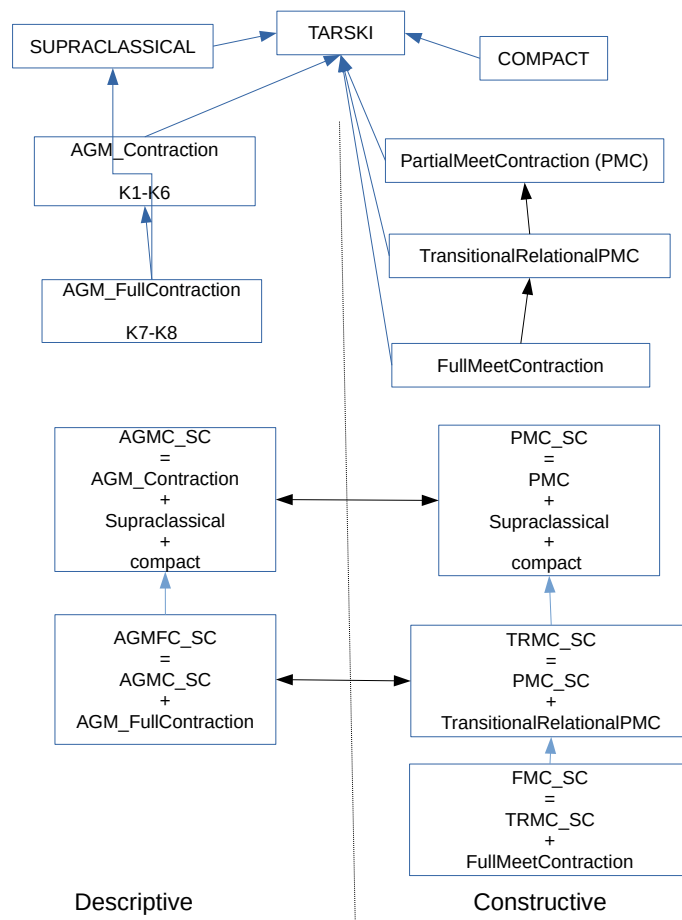 TARSKI
SUPRACLASSICAL
COMPACT
AGM_Contraction
K1-K6
PartialMeetContraction (PMC)
TransitionalRelationalPMC
AGM_FullContraction
K7-K8
FullMeetContraction
AGMC_SC
=
AGM_Contraction
+
Supraclassical
+
compact
PMC_SC
=
PMC
+
Supraclassical
+
compact
AGMFC_SC
=
AGMC_SC
+
AGM_FullContraction
TRMC_SC
=
PMC_SC
+
TransitionalRelationalPMC
FMC_SC
=
TRMC_SC
+
FullMeetContraction
Descriptive
Constructive